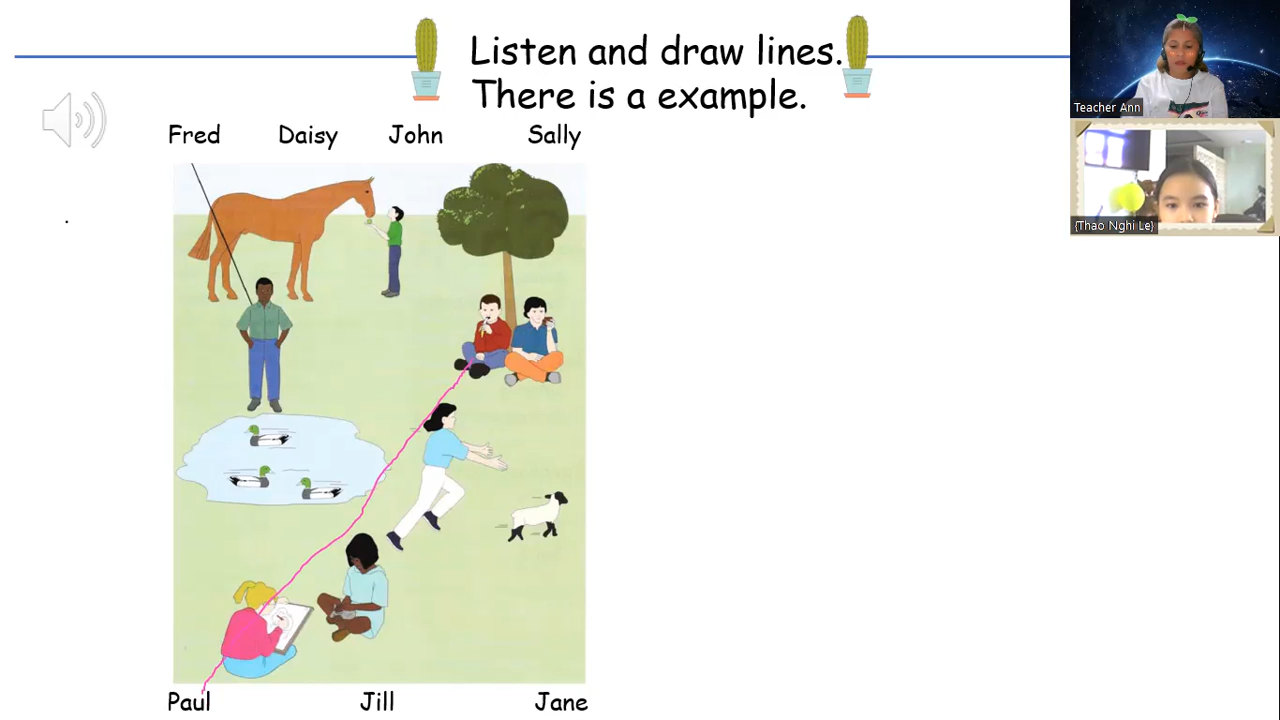 Listen and draw lines.
There is a example.
Teacher Ann
Fred Daisy John Sally
{Thao Nghi Le}
Paul Jill Jane